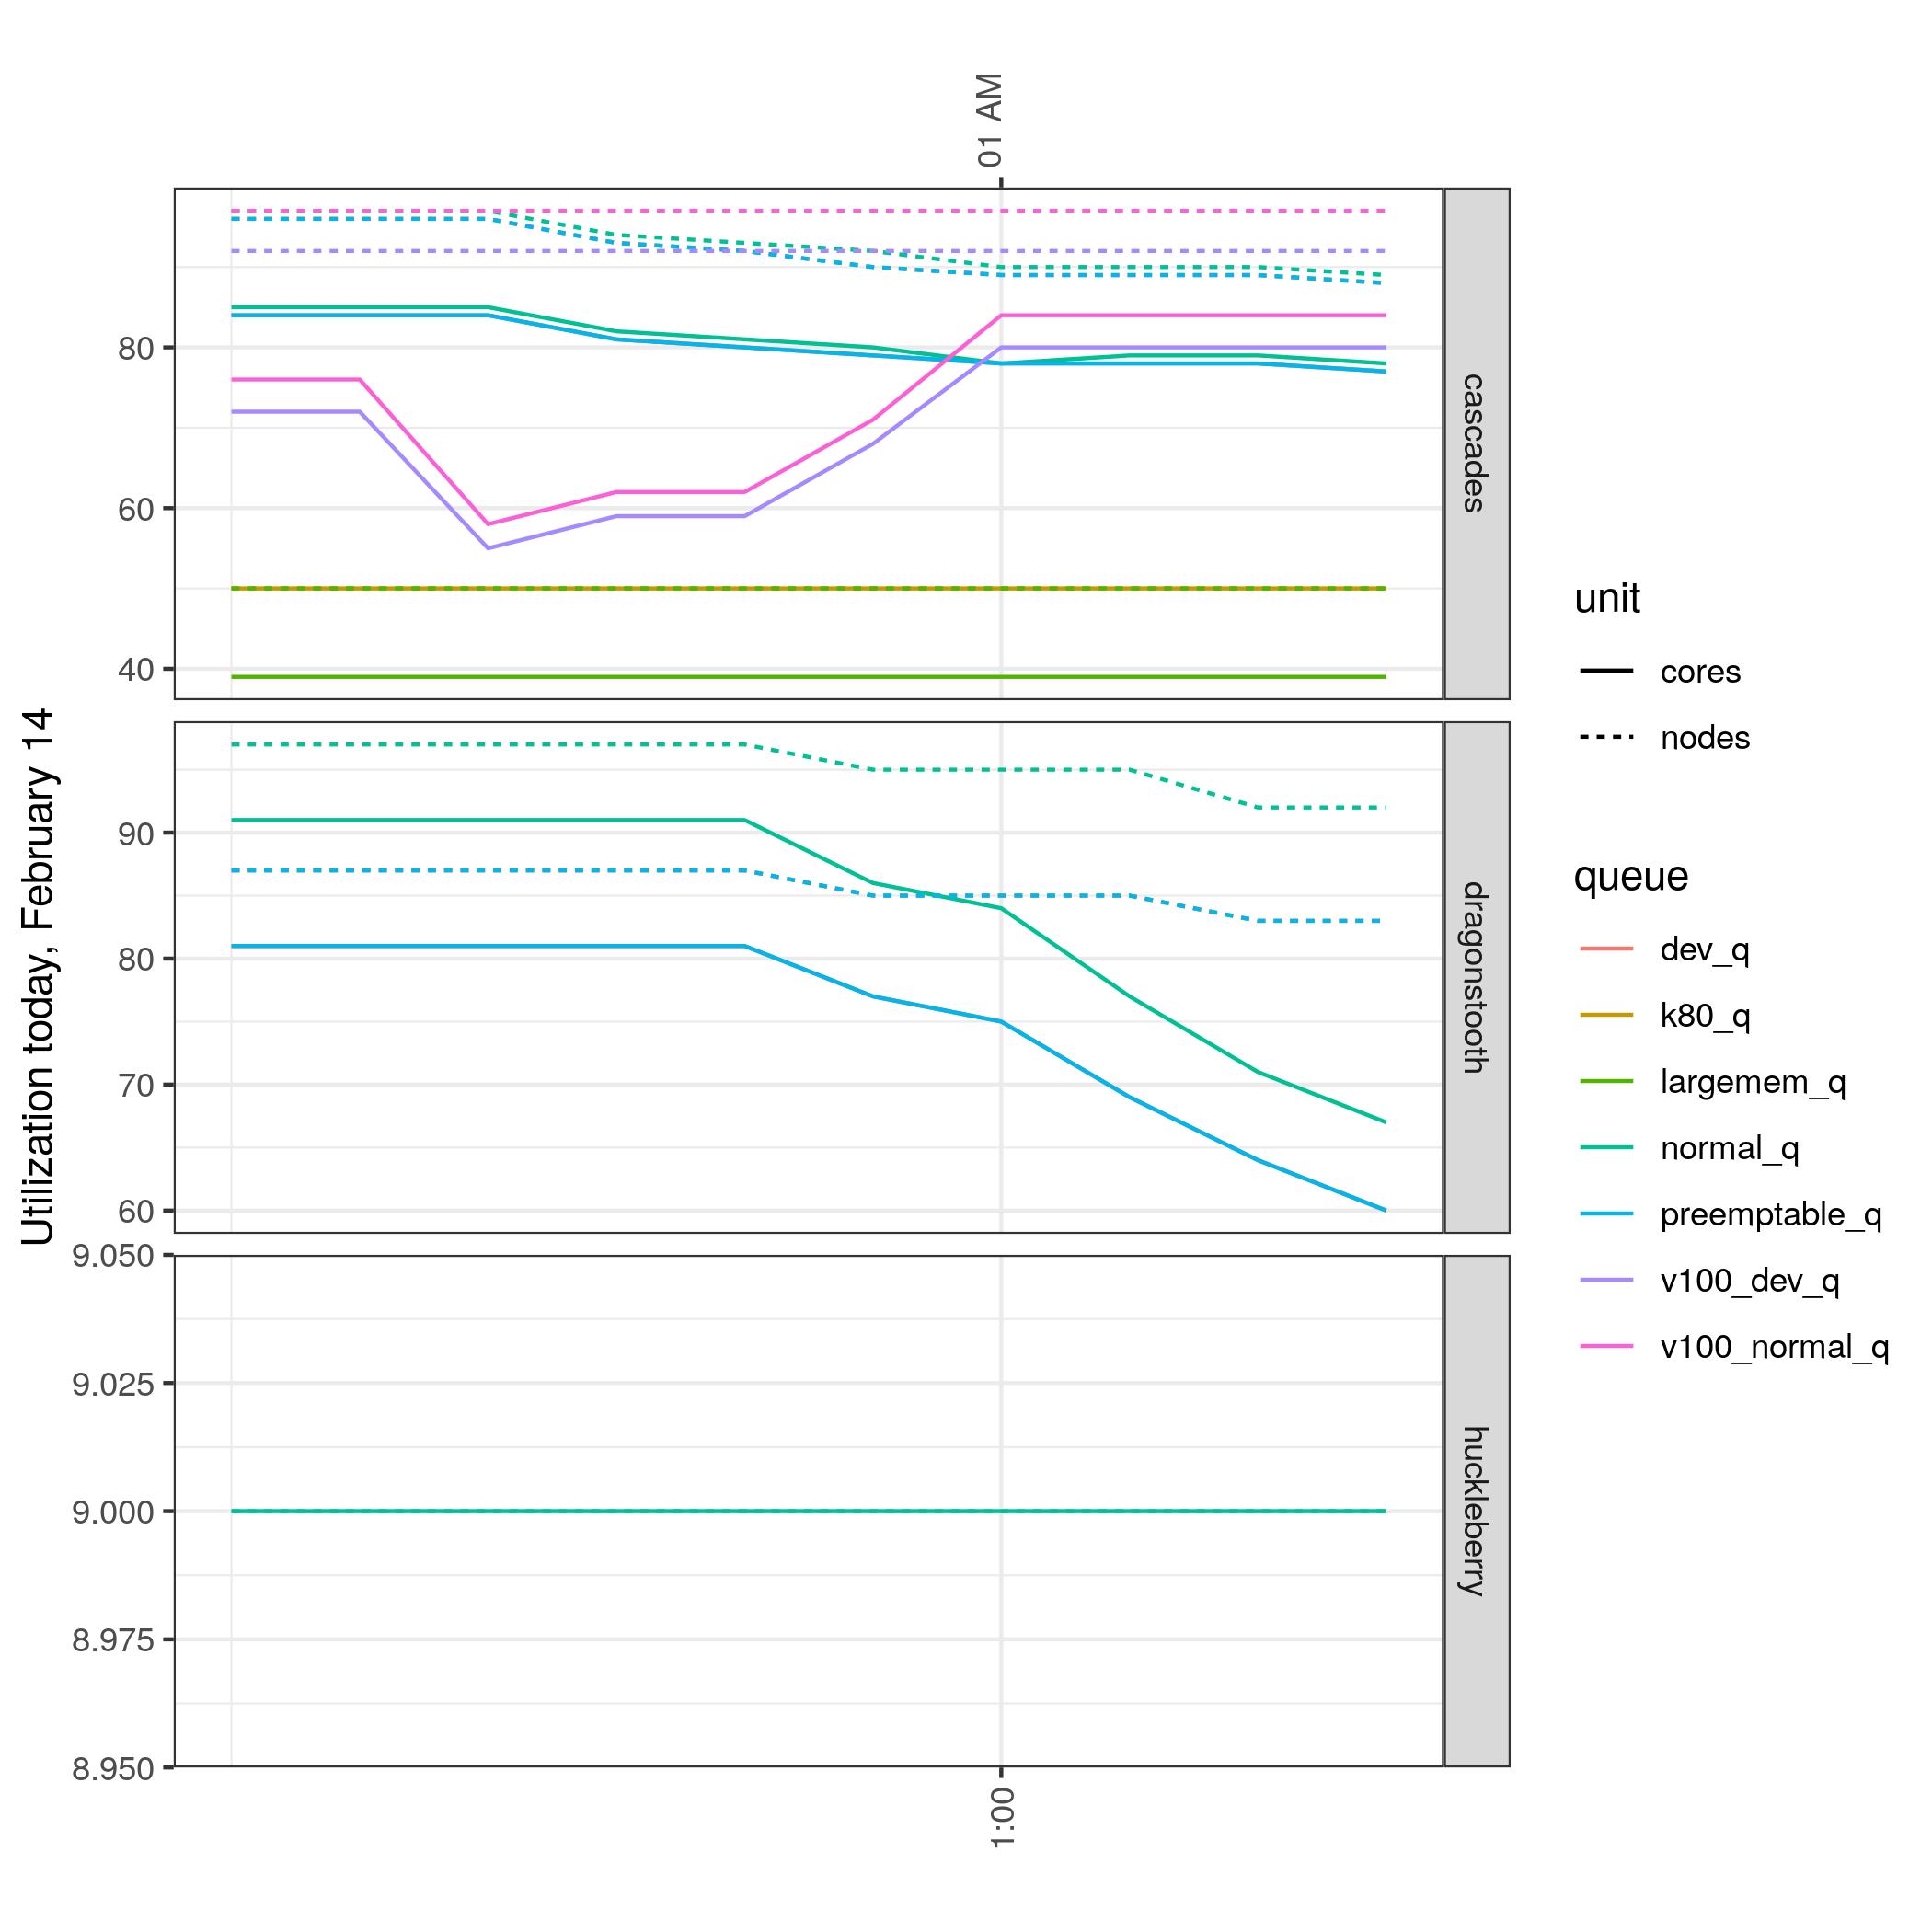 01 AM
80
60
40
cascades
90
80
70
60
dragonstooth
9.050
9.025
9.000
8.975
8.950
huckleberry
1:00
Utilization today, February 14
unit
cores
nodes
queue
dev_q
k80_q
largemem_q
normal_q
preemptable_q
v100_dev_q
v100_normal_q